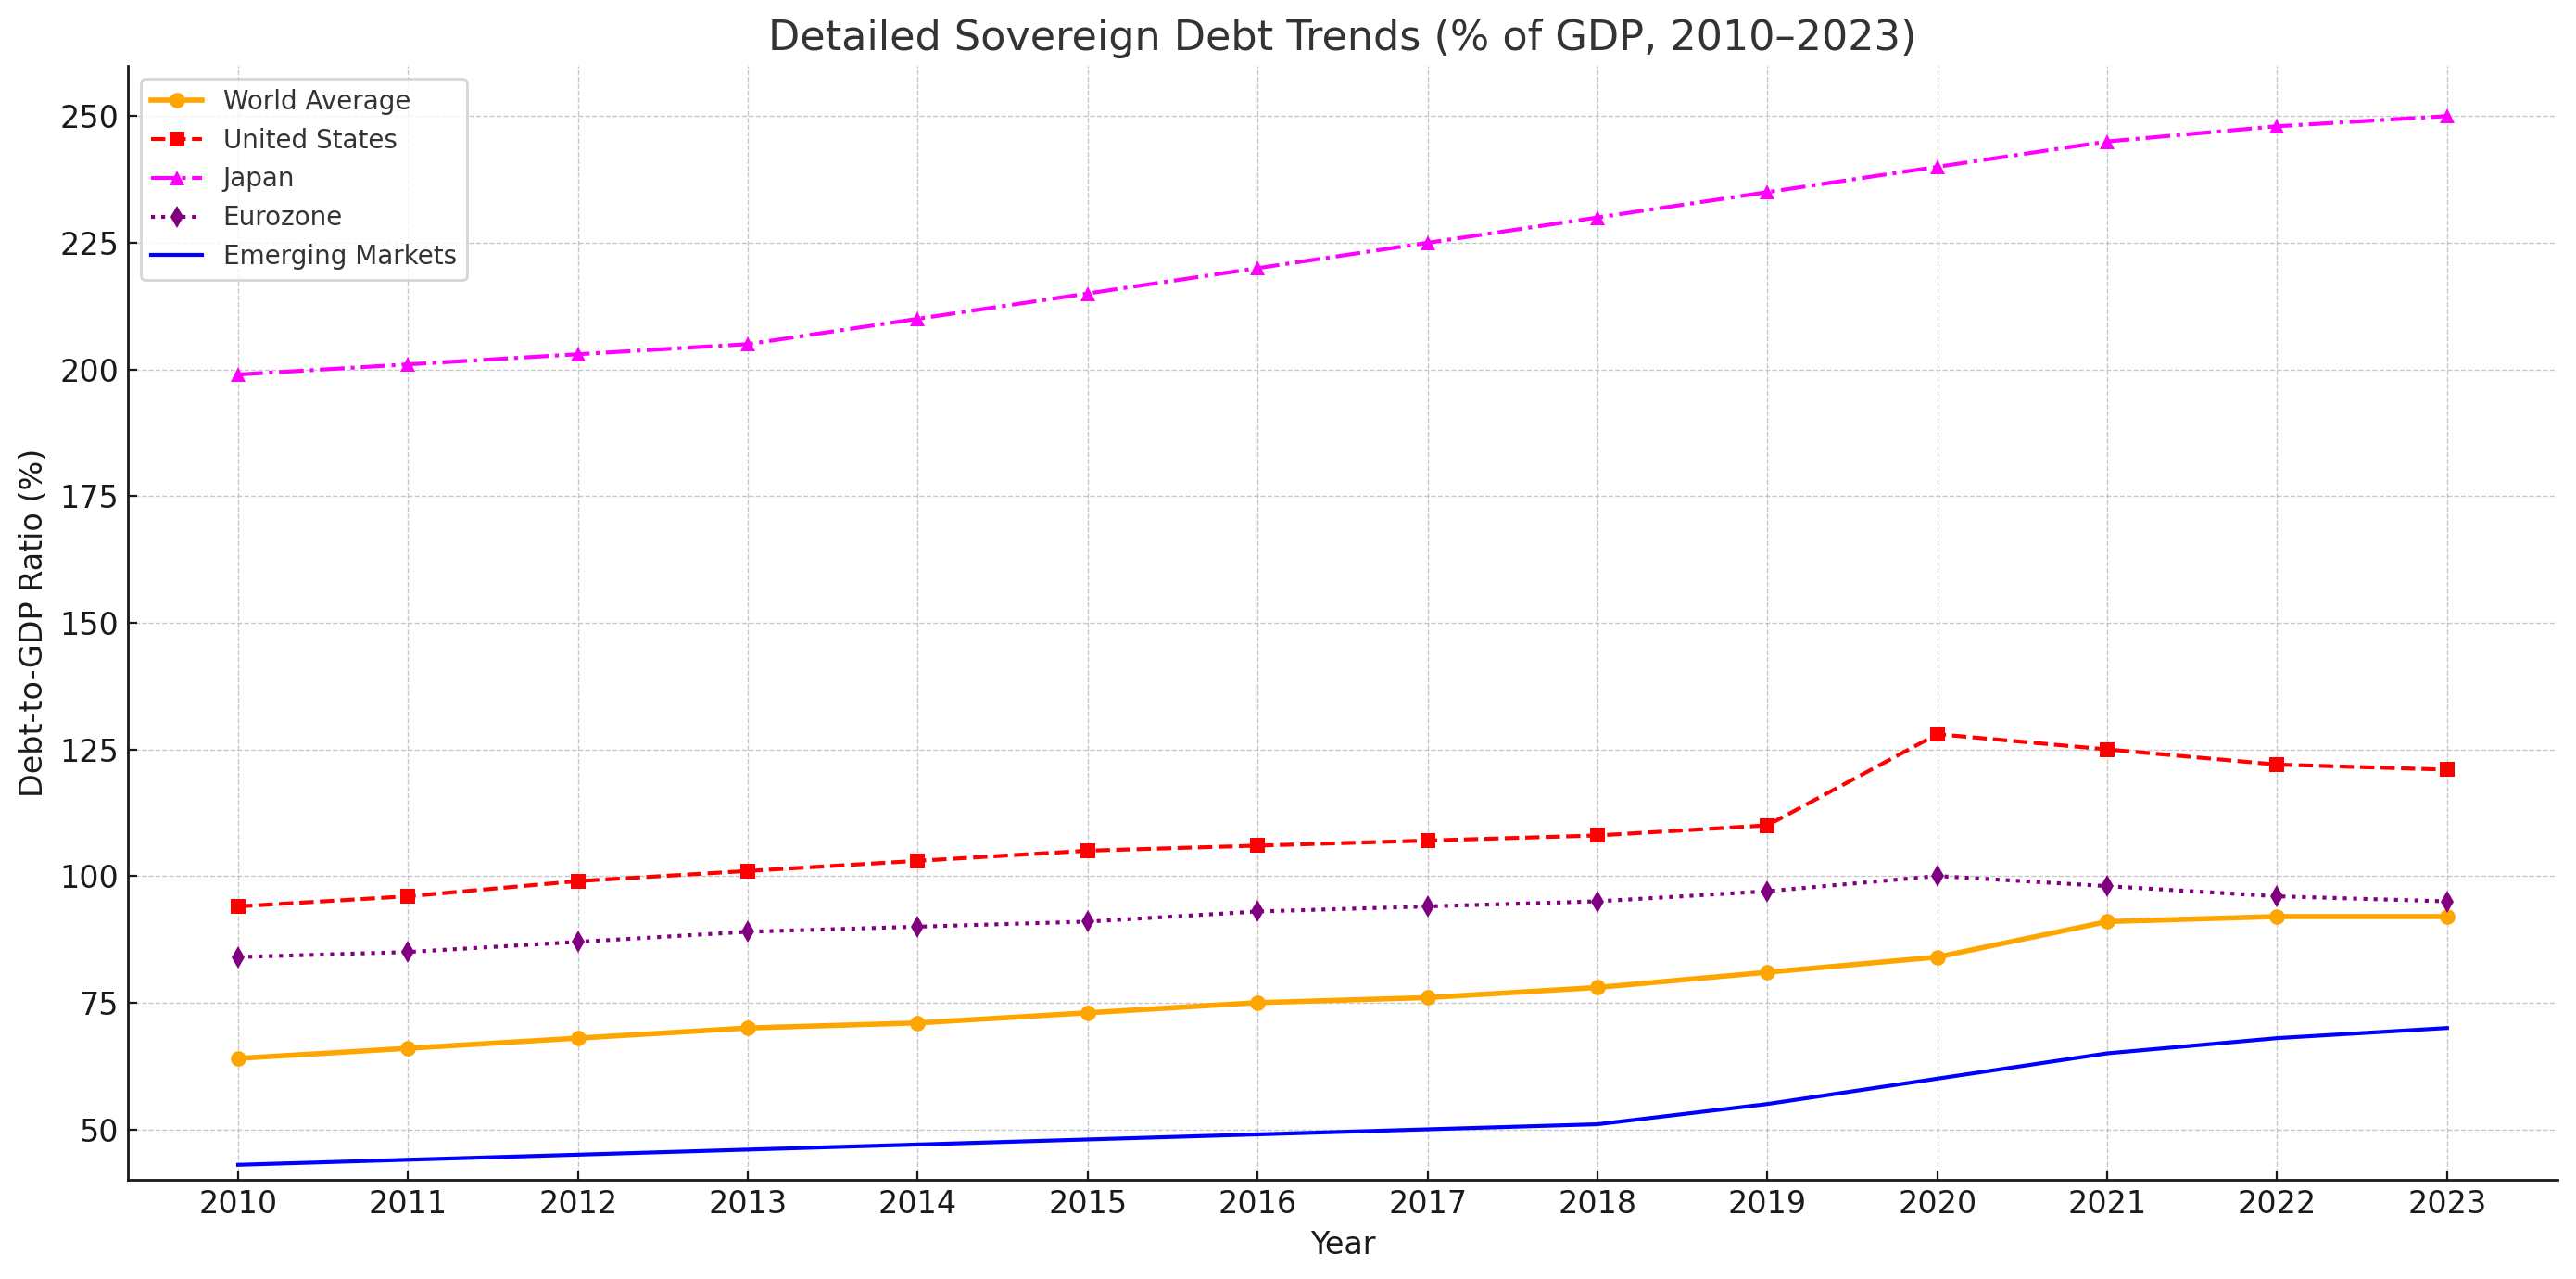 Detailed Sovereign Debt Trends (% of GDP, 2010–2023)
World Average
United States
Japan
Eurozone
Emerging Markets
Debt-to-GDP Ratio (%)
250
225
200
175
150
125
100
75
50
2010 2011 2012 2013 2014 2015 2016 2017 2018 2019 2020 2021 2022 2023
Year